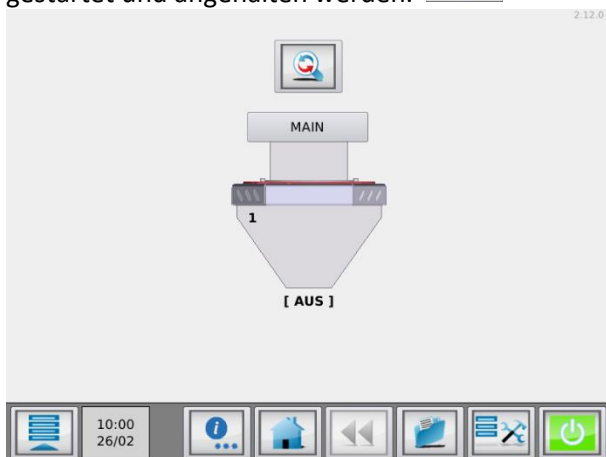 gestartet und angehalten werden.
2.12.0
MAIN
1
[ AUS ]
10:00
26/02